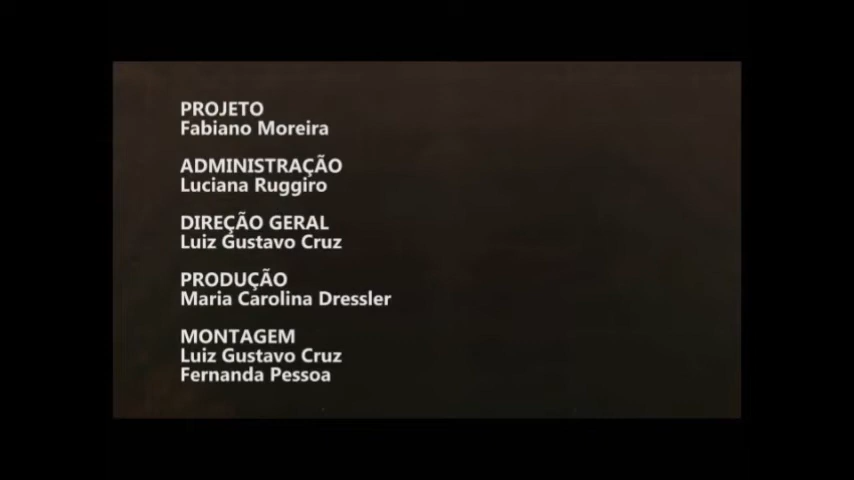 PROJETO
Fabiano Moreira
ADMINISTRAÇÃO
Luciana Ruggiro
DIREÇÃO GERAL
Luiz Gustavo Cruz
PRODUÇÃO
Maria Carolina Dressler
MONTAGEM
Luiz Gustavo Cruz
Fernanda Pessoa